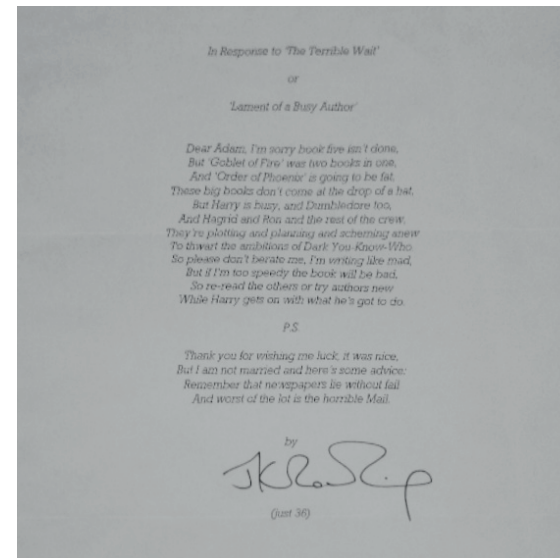 In Response to 'The Terrible Wait'
or
'Lament of a Busy Author'
Dear Adam, I'm sorry book five isn't done,
But 'Goblet of Fire' was two books in one,
And 'Order of Phoenix' is going to be fat,
These big books don't come at the drop of a hat.
But Harry is busy, and Dumbledore too,
And Hagrid and Ron and the rest of the crew.
They're plotting and planning and scheming anew
To thwart the ambitions of Dark You-Know-Who.
So please don't berate me, I'm writing like mad,
But if I'm too speedy the book will be bad,
So re-read the others or try authors new
While Harry gets on with what he's got to do.
P.S.
Thank you for wishing me luck, it was nice,
But I am not married and here's some advice:
Remember that newspapers lie without fail
And worst of the lot is the horrible Mail.
by
JK Rowling
(just 36)